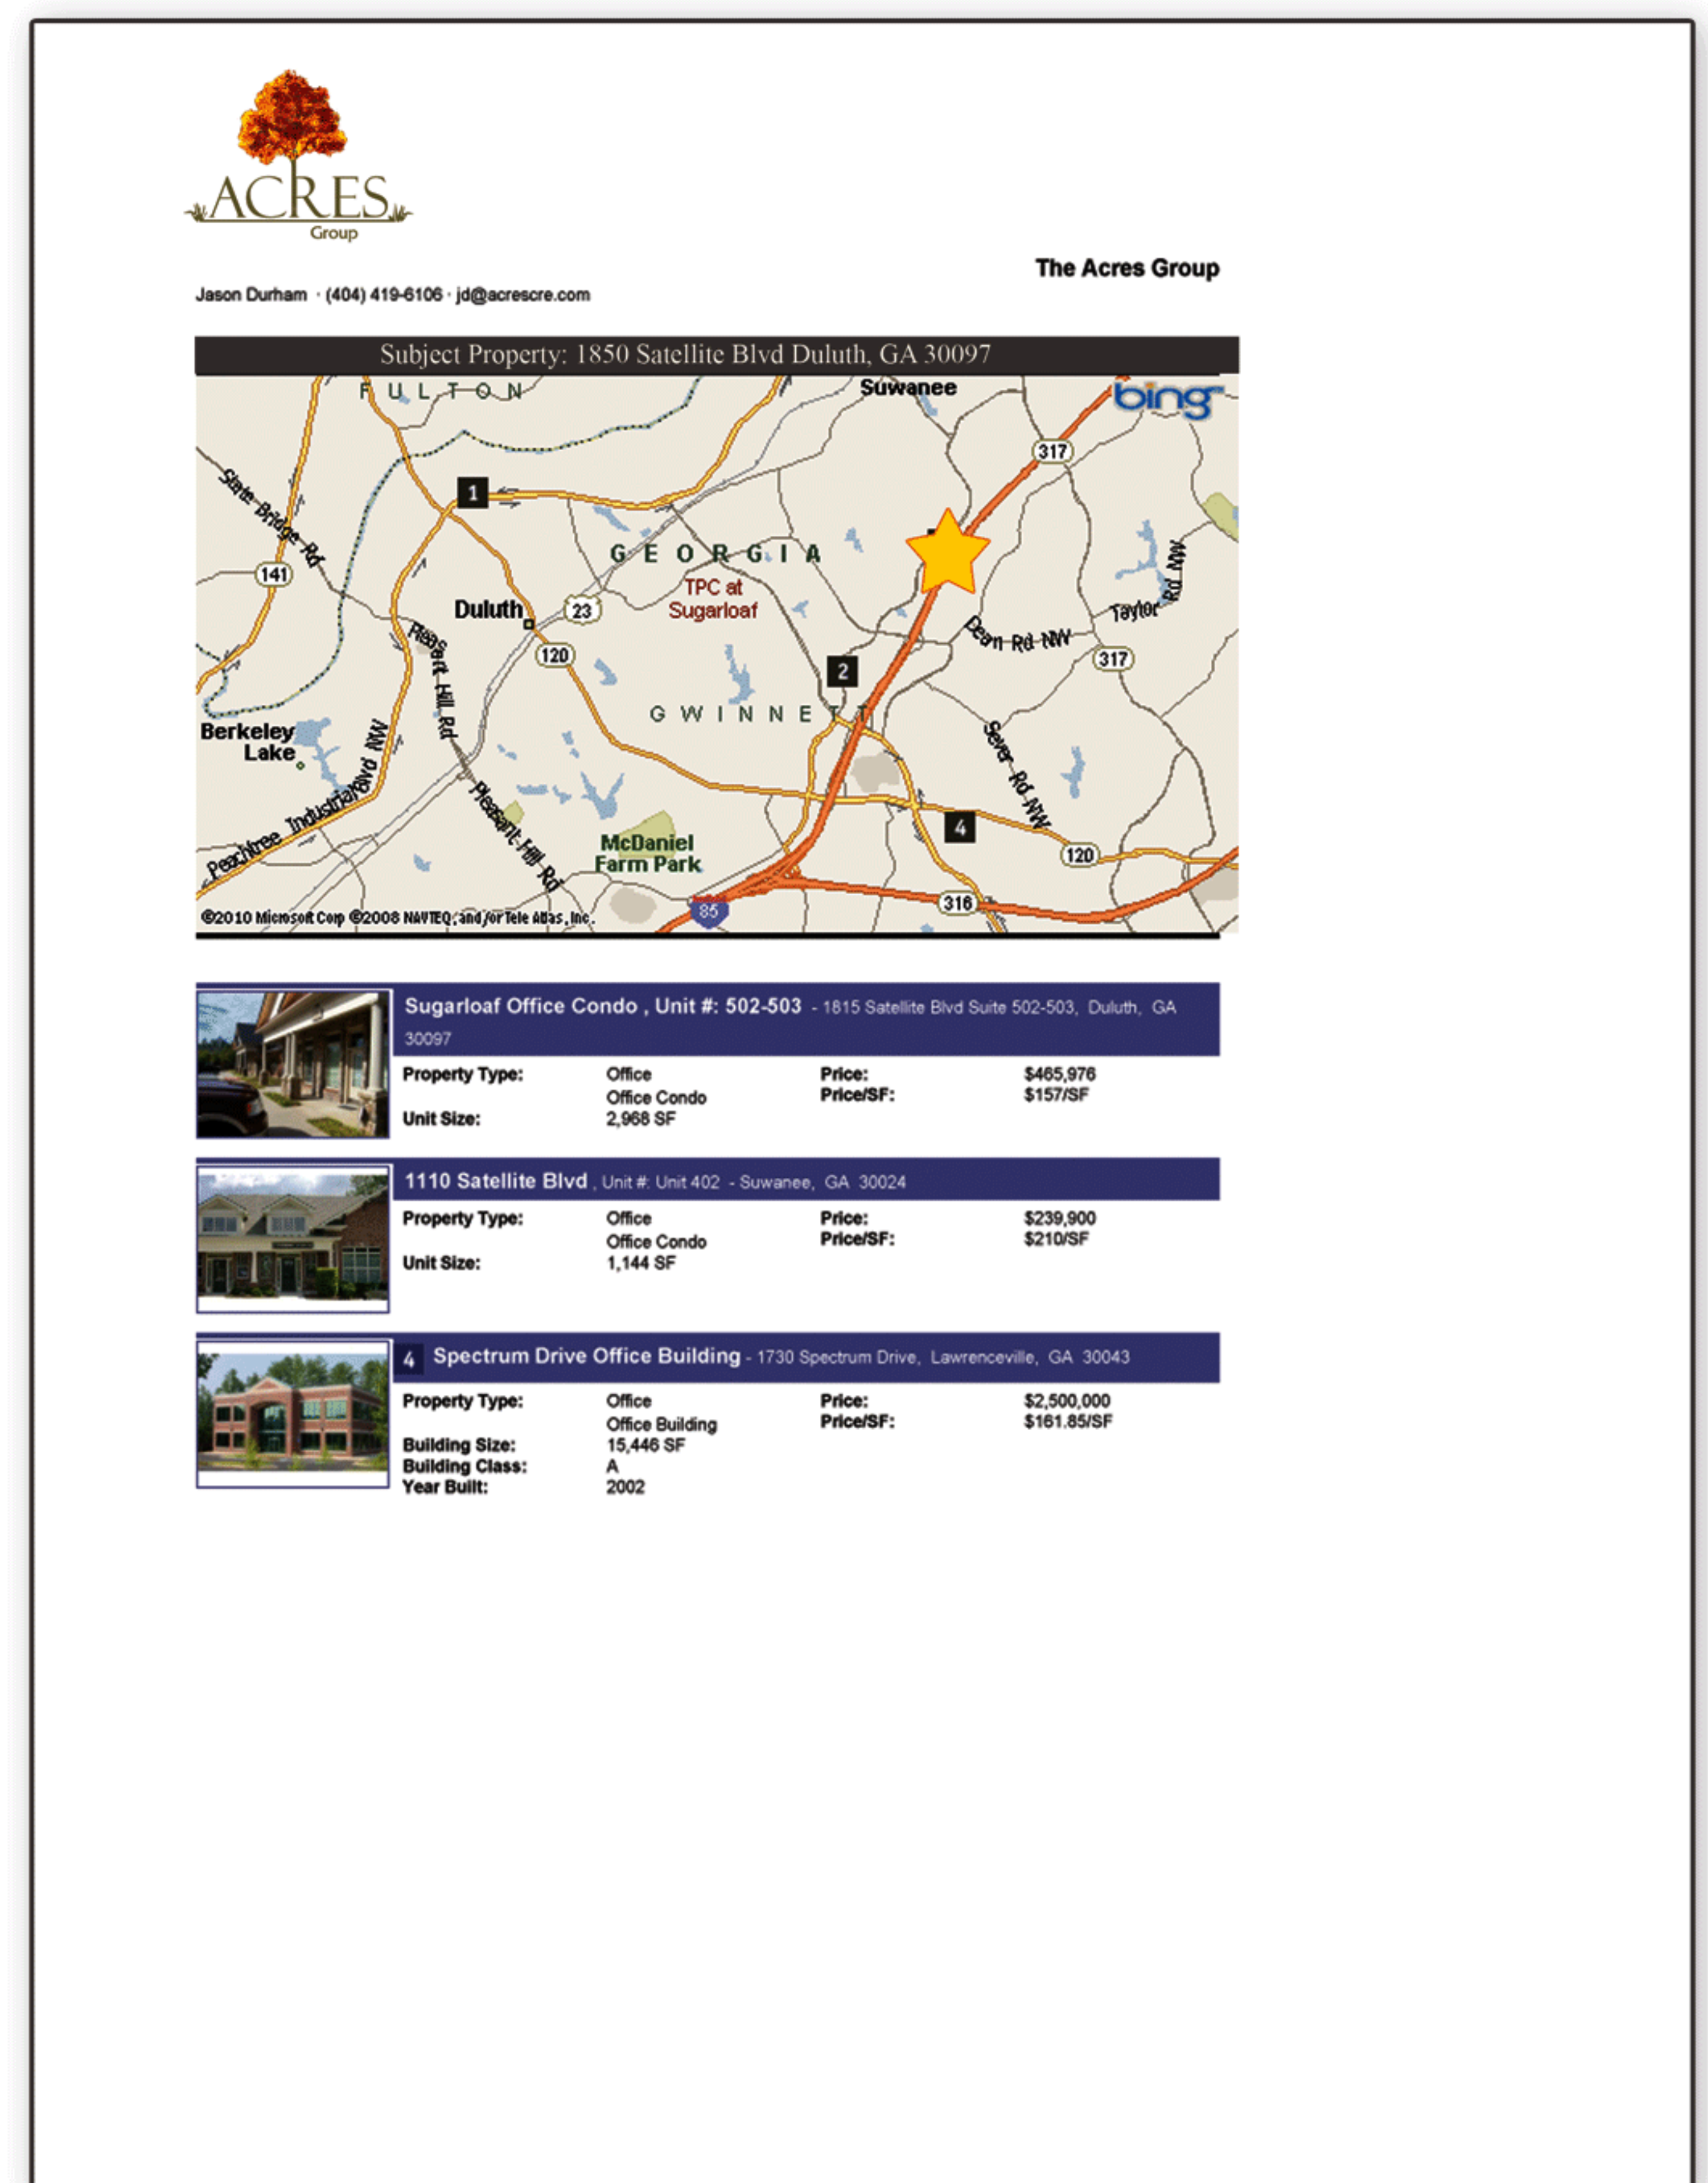 ACRES
Group
The Acres Group
Jason Durham · (404) 419-6106 · jd@acrescre.com
Subject Property: 1850 Satellite Blvd Duluth, GA 30097
FULTON
Suwanee
bing
317
1
State Bridge Rd
GEORGIA
141
TPC at
Sugarloaf
Taylor Rd NW
Duluth
23
Dean Rd NW
Pleasant Hill Rd
120
2
317
GWINNETT
Berkeley
Lake
Sever Rd NW
Peachtree Industrial Blvd NW
Pleasant Hill Rd
McDaniel
Farm Park
4
120
85
316
©2010 Microsoft Corp ©2008 NAVTEQ, and/or Tele Atlas, Inc.
Sugarloaf Office Condo , Unit #: 502-503 - 1815 Satellite Blvd Suite 502-503, Duluth, GA
30097
Property Type: Office Price: $465,976
Office Condo Price/SF: $157/SF
Unit Size: 2,968 SF
1110 Satellite Blvd , Unit #: Unit 402 - Suwanee, GA 30024
Property Type: Office Price: $239,900
Office Condo Price/SF: $210/SF
Unit Size: 1,144 SF
4 Spectrum Drive Office Building - 1730 Spectrum Drive, Lawrenceville, GA 30043
Property Type: Office Price: $2,500,000
Office Building Price/SF: $161.85/SF
Building Size: 15,446 SF
Building Class: A
Year Built: 2002